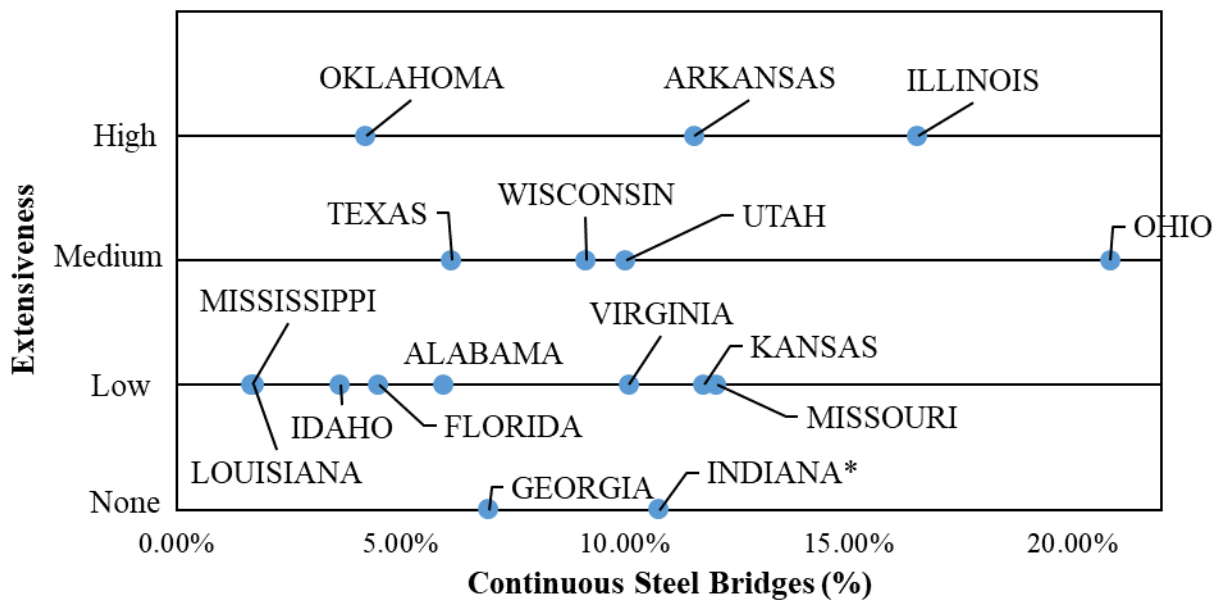 OKLAHOMA
ARKANSAS
ILLINOIS
High
WISCONSIN
TEXAS
UTAH
OHIO
Medium
MISSISSIPPI
VIRGINIA
KANSAS
ALABAMA
Low
MISSOURI
IDAHO
FLORIDA
LOUISIANA
INDIANA*
GEORGIA
None
Extensiveness
0.00%
5.00%
10.00%
15.00%
20.00%
Continuous Steel Bridges (%)